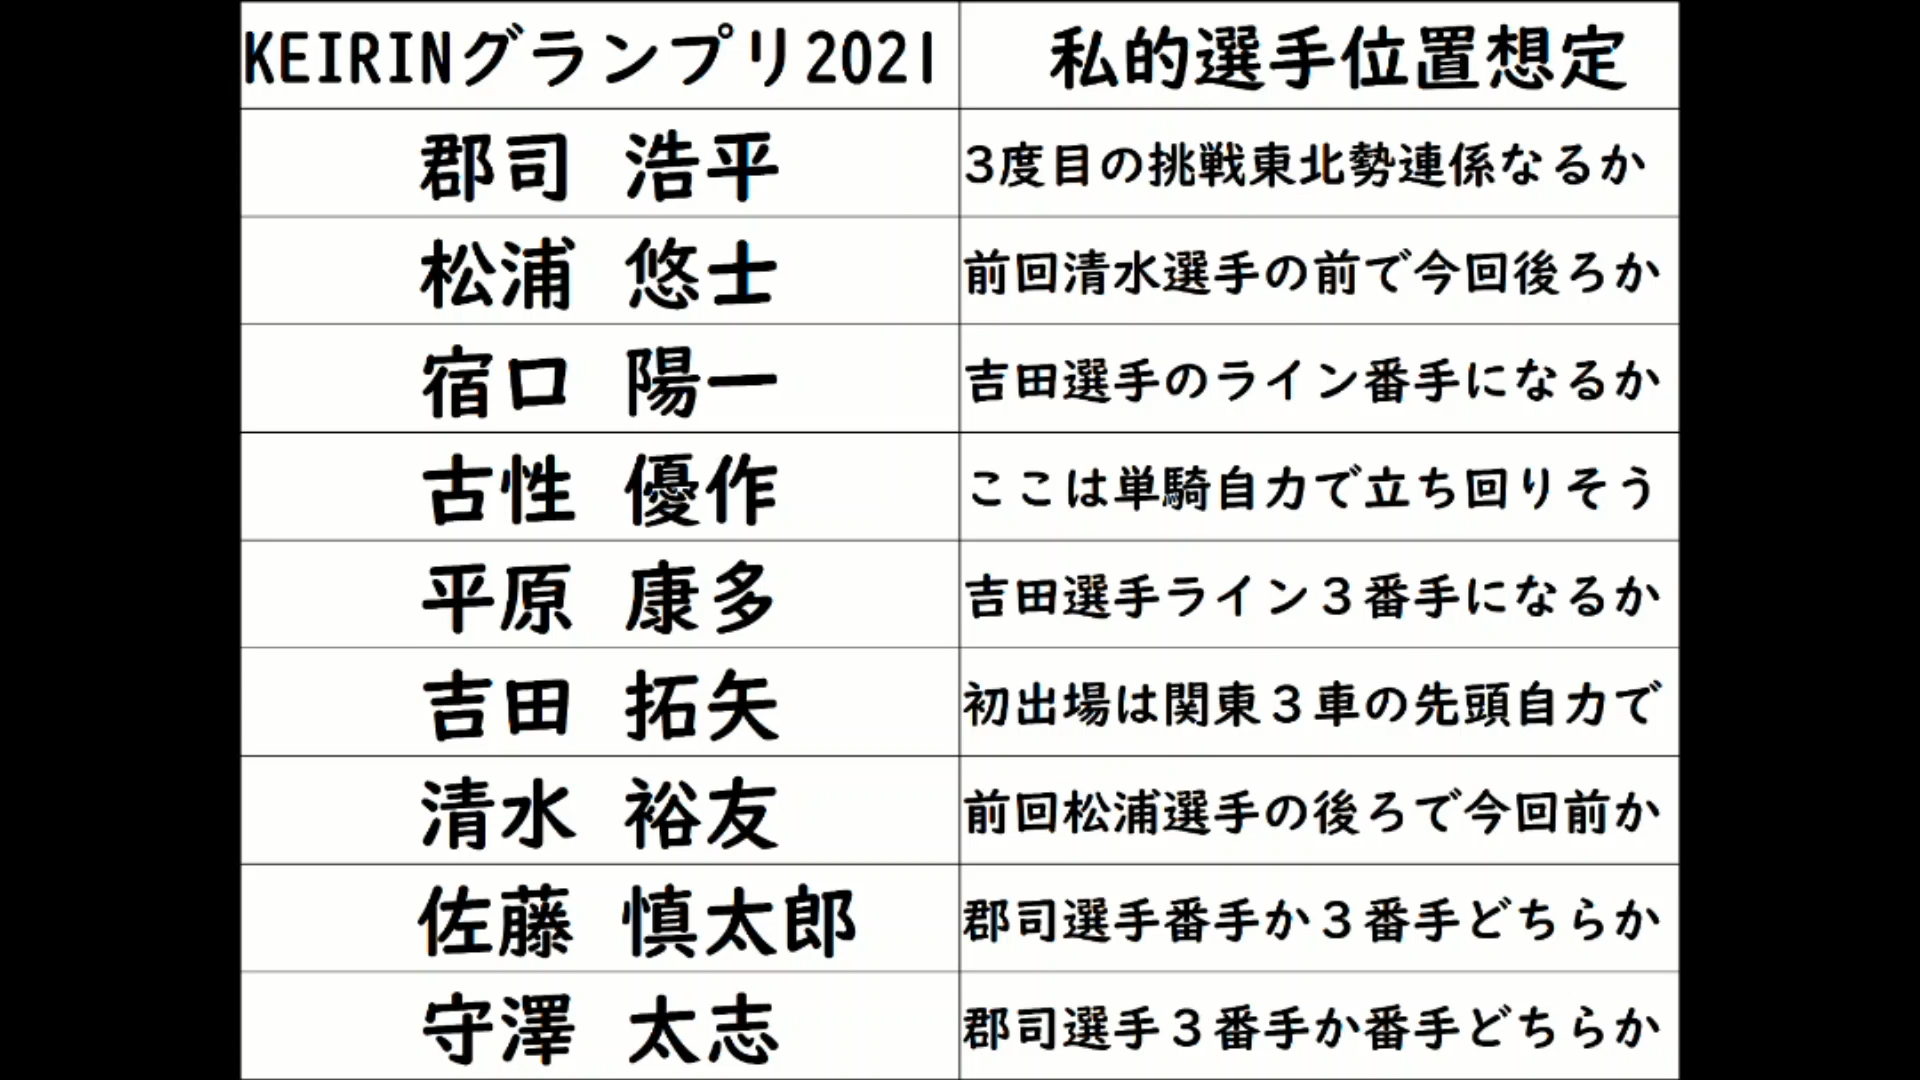 KEIRINグランプリ2021 私的選手位置想定
郡司 浩平 3度目の挑戦東北勢連係なるか
松浦 悠士 前回清水選手の前で今回後ろか
宿口 陽一 吉田選手のライン番手になるか
古性 優作 ここは単騎自力で立ち回りそう
平原 康多 吉田選手ライン３番手になるか
吉田 拓矢 初出場は関東３車の先頭自力で
清水 裕友 前回松浦選手の後ろで今回前か
佐藤 慎太郎 郡司選手番手か３番手どちらか
守澤 太志 郡司選手３番手か番手どちらか